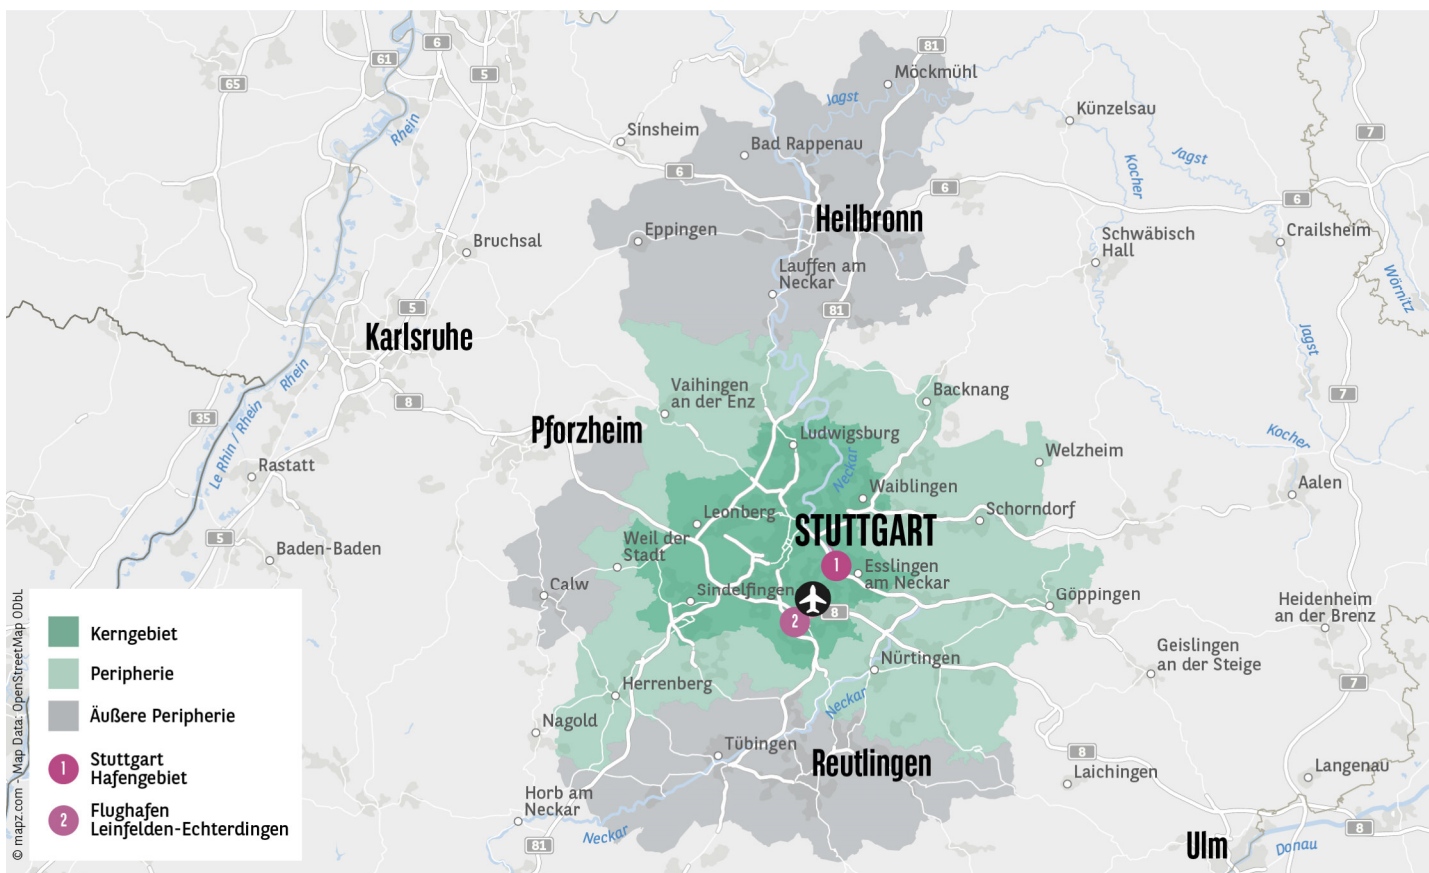 81
Möckmühl
6
61
5
65
Jagst
Künzelsau
Rhein
Sinsheim
Bad Rappenau
7
Kocher
Jagst
6
6
6
Heilbronn
Eppingen
Bruchsal
Schwäbisch
Hall
Crailsheim
Lauffen am
Neckar
Wörnitz
5
81
Karlsruhe
Jagst
Rhein
Vaihingen
an der Enz
Backnang
7
8
35
Le Rhin / Rhein
Pforzheim
Ludwigsburg
Kocher
Welzheim
Rastatt
Neckar
Waiblingen
Aalen
Leonberg
Schorndorf
STUTTGART
5
Baden-Baden
Weil der
Stadt
1
Esslingen
am Neckar
Calw
Sindelfingen
Göppingen
Heidenheim
an der Brenz
8
2
Geislingen
an der Steige
Nürtingen
7
Herrenberg
Neckar
Nagold
Tübingen
Reutlingen
8
Laichingen
Langenau
Horb am
Neckar
Neckar
81
Ulm
Donau
8
Kerngebiet
Peripherie
Äußere Peripherie
1
Stuttgart
Hafengebiet
2
Flughafen
Leinfelden-Echterdingen
© mapz.com - Map Data: OpenStreetMap ODbL